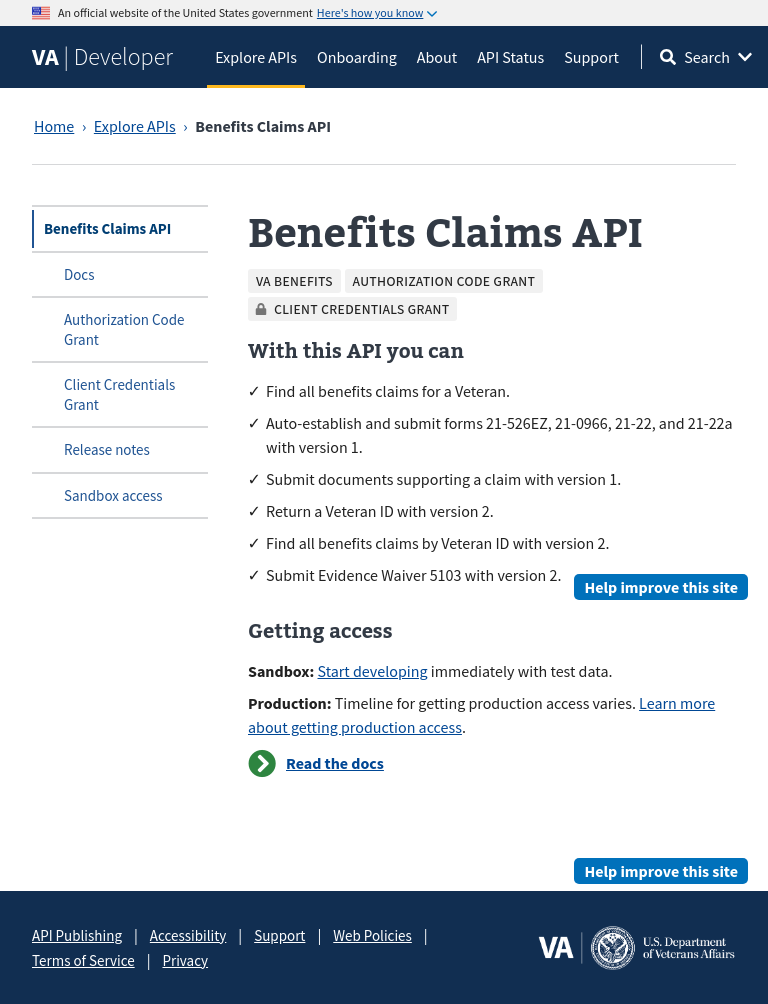 An official website of the United States government Here's how you know
VA | Developer
Explore APIs
Onboarding
About
API Status
Support
Search
Home › Explore APIs › Benefits Claims API
Benefits Claims API
Docs
Authorization Code
Grant
Client Credentials
Grant
Release notes
Sandbox access
Benefits Claims API
VA BENEFITS
AUTHORIZATION CODE GRANT
CLIENT CREDENTIALS GRANT
With this API you can
✓ Find all benefits claims for a Veteran.
✓ Auto-establish and submit forms 21-526EZ, 21-0966, 21-22, and 21-22a
with version 1.
✓ Submit documents supporting a claim with version 1.
✓ Return a Veteran ID with version 2.
✓ Find all benefits claims by Veteran ID with version 2.
✓ Submit Evidence Waiver 5103 with version 2.
Help improve this site
Getting access
Sandbox: Start developing immediately with test data.
Production: Timeline for getting production access varies. Learn more
about getting production access.
Read the docs
Help improve this site
API Publishing | Accessibility | Support | Web Policies |
Terms of Service | Privacy
VA
U.S. Department
of Veterans Affairs